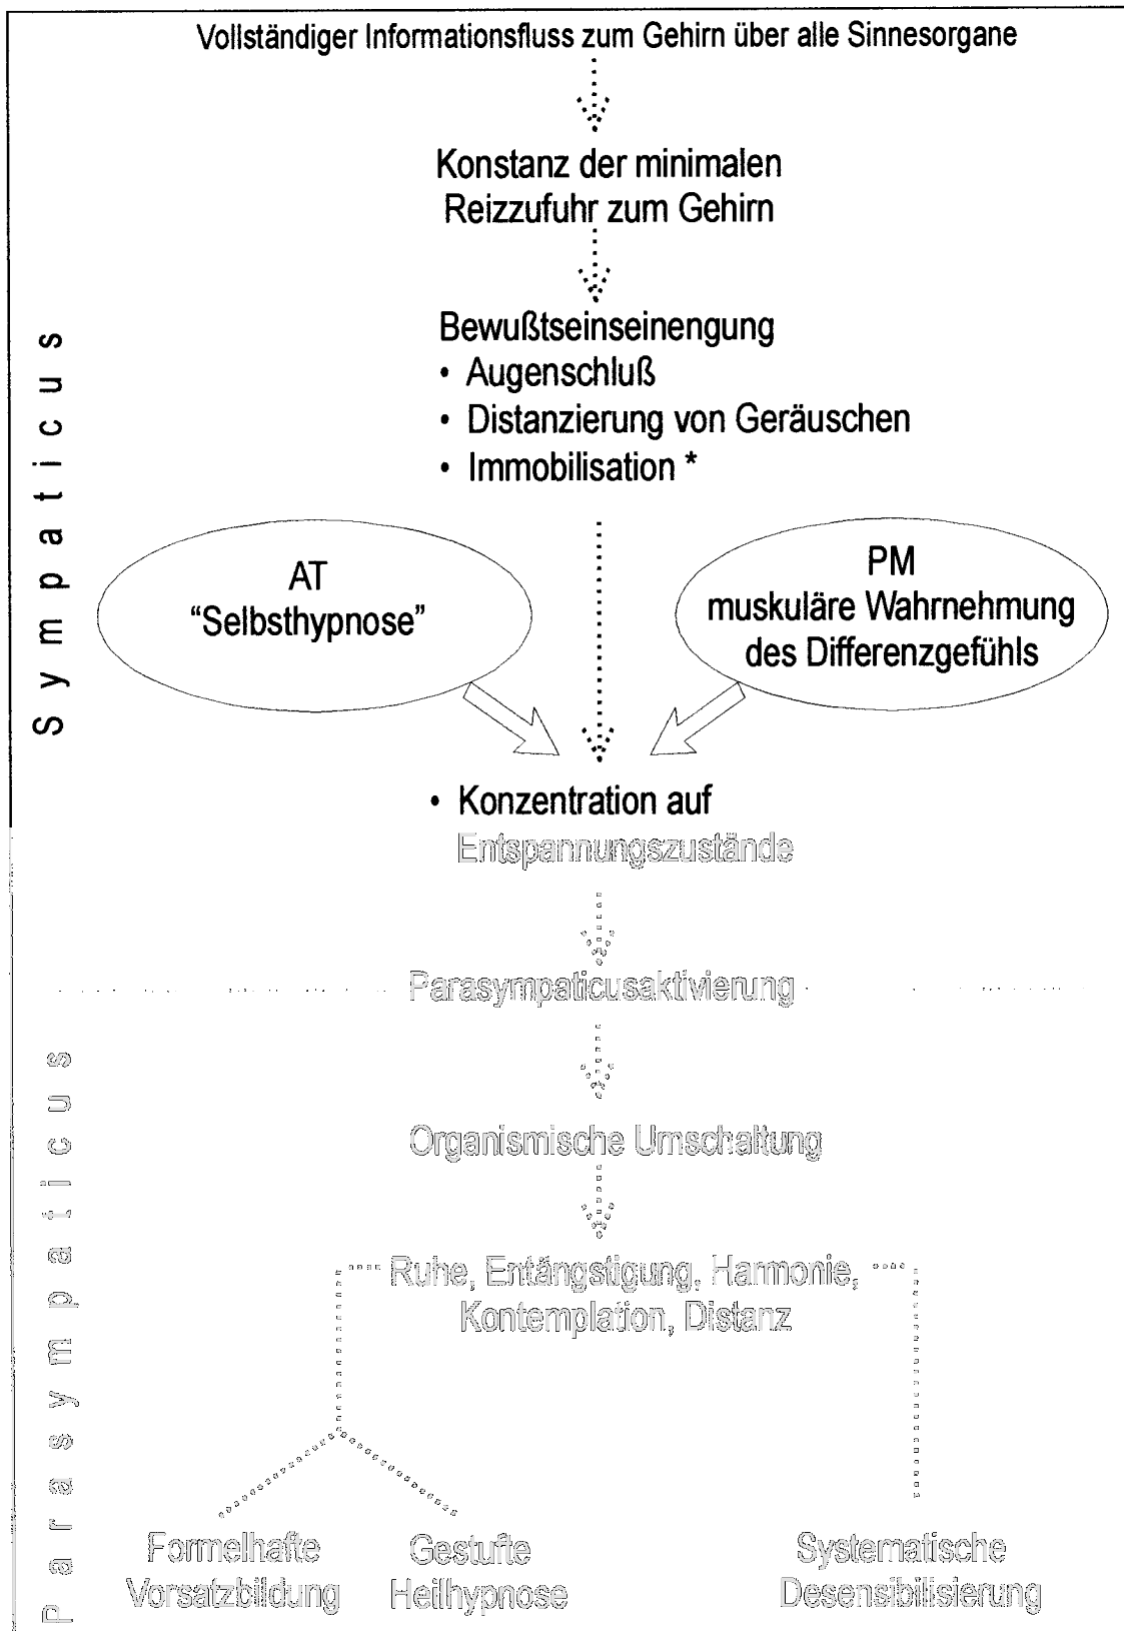 Vollständiger Informationsfluss zum Gehirn über alle Sinnesorgane
Konstanz der minimalen
Reizzufuhr zum Gehirn
Bewußtseinseinengung
• Augenschluß
• Distanzierung von Geräuschen
• Immobilisation *
Sympaticus
AT
“Selbsthypnose”
PM
muskuläre Wahrnehmung
des Differenzgefühls
• Konzentration auf
Entspannungszustände
Parasympaticusaktivierung
Organismische Umschaltung
Ruhe, Entängstigung, Harmonie,
Kontemplation, Distanz
Parasympaticus
Formelhafte
Vorsatzbildung
Gestufte
Heilhypnose
Systematische
Desensibilisierung